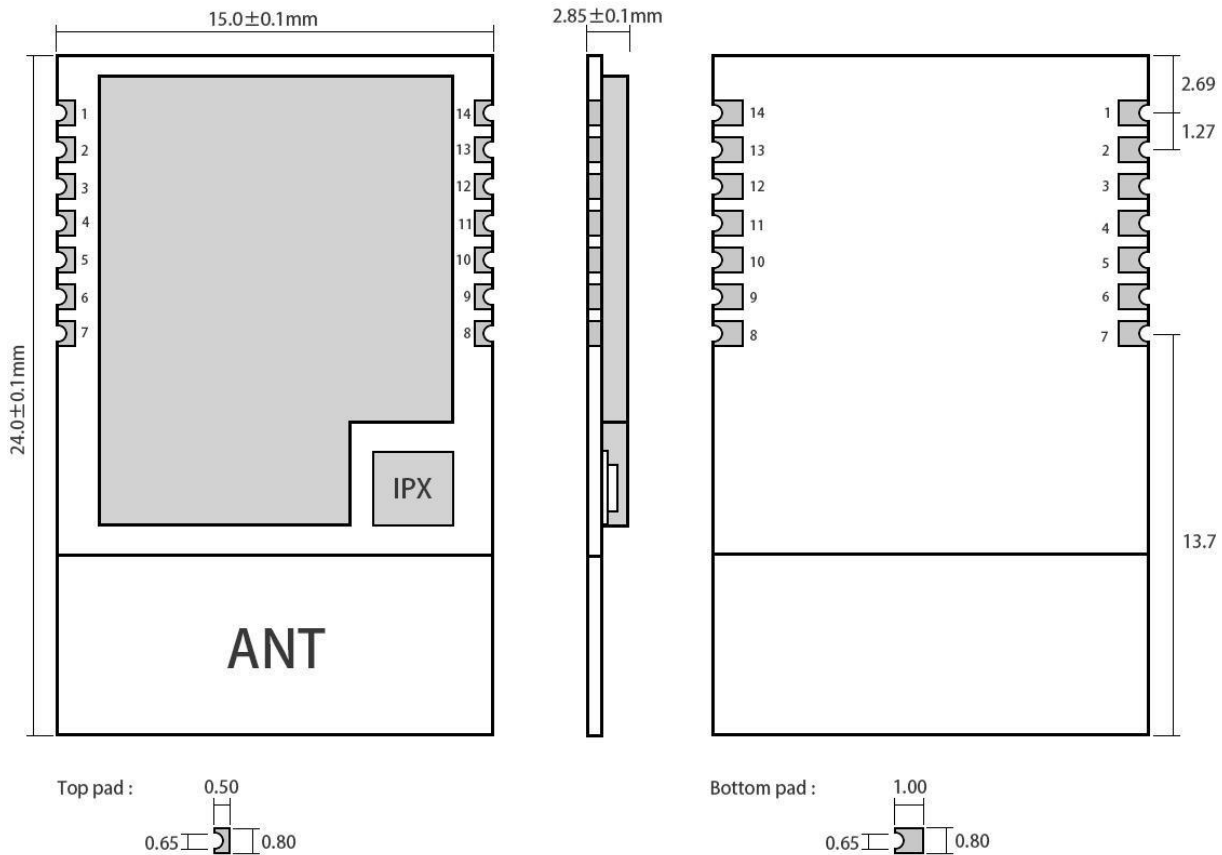 15.0±0.1mm
2.85±0.1mm
24.0±0.1mm
1 14
2 13
3 12
4 11
5 10
6 9
7 8
IPX
ANT
14 1
13 2
12 3
11 4
10 5
9 6
8 7
2.69
1.27
13.7
Top pad : 0.50
0.65 0.80
Bottom pad : 1.00
0.65 0.80